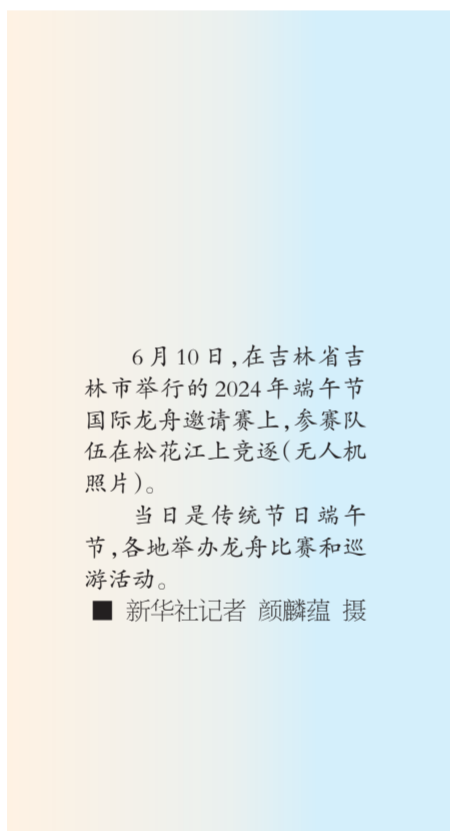 6月10日，在吉林省吉
林市举行的2024年端午节
国际龙舟邀请赛上，参赛队
伍在松花江上竞逐（无人机
照片）。
当日是传统节日端午
节，各地举办龙舟比赛和巡
游活动。
■ 新华社记者 颜麟蕴 摄